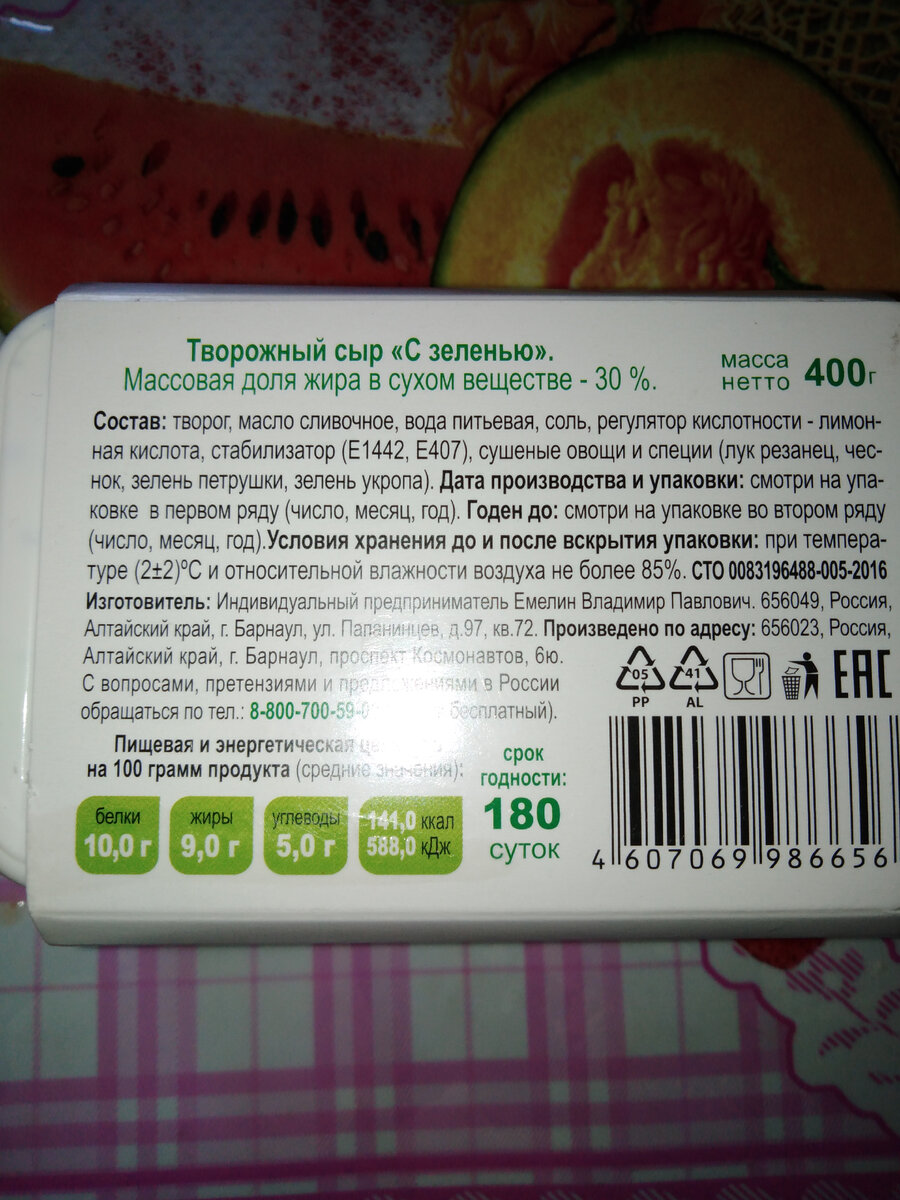 Творожный сыр «С зеленью».
Массовая доля жира в сухом веществе - 30 %.
масса
нетто 400г
Состав: творог, масло сливочное, вода питьевая, соль, регулятор кислотности - лимон-
ная кислота, стабилизатор (Е1442, Е407), сушеные овощи и специи (лук резанец, чес-
нок, зелень петрушки, зелень укропа). Дата производства и упаковки: смотри на упа-
ковке в первом ряду (число, месяц, год). Годен до: смотри на упаковке во втором ряду
(число, месяц, год).Условия хранения до и после вскрытия упаковки: при темпера-
туре (2±2)ºС и относительной влажности воздуха не более 85%. СТО 0083196488-005-2016
Изготовитель: Индивидуальный предприниматель Емелин Владимир Павлович. 656049, Россия,
Алтайский край, г. Барнаул, ул. Папанинцев, д.97, кв.72. Произведено по адресу: 656023, Россия,
Алтайский край, г. Барнаул, проспект Космонавтов, 6ю.
С вопросами, претензиями и предложениями в России
обращаться по тел.: 8-800-700-59- бесплатный).
05
PP
41
AL
EAC
Пищевая и энергетическая
на 100 грамм продукта (средние значения):
белки
10,0 г
жиры
9,0 г
углеводы
5,0 г
141,0 ккал
588,0 кДж
срок
годности:
180
суток
4 607069 986656